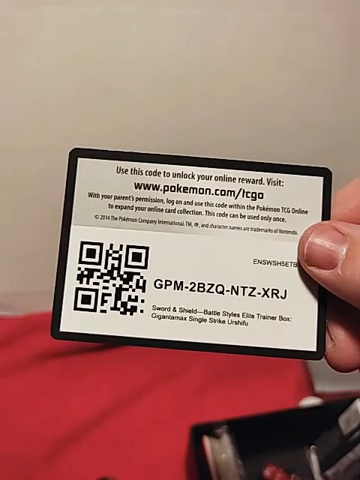 Use this code to unlock your online reward. Visit:
www.pokemon.com/tcgo
With your parent's permission, log on and use this code within the Pokémon TCG Online
to expand your online card collection. This code can be used only once.
© 2014 The Pokémon Company International. TM, ®, and character names are trademarks of Nintendo.
ENSWSH5ETB
GPM-2BZQ-NTZ-XRJ
Sword & Shield—Battle Styles Elite Trainer Box:
Gigantamax Single Strike Urshifu